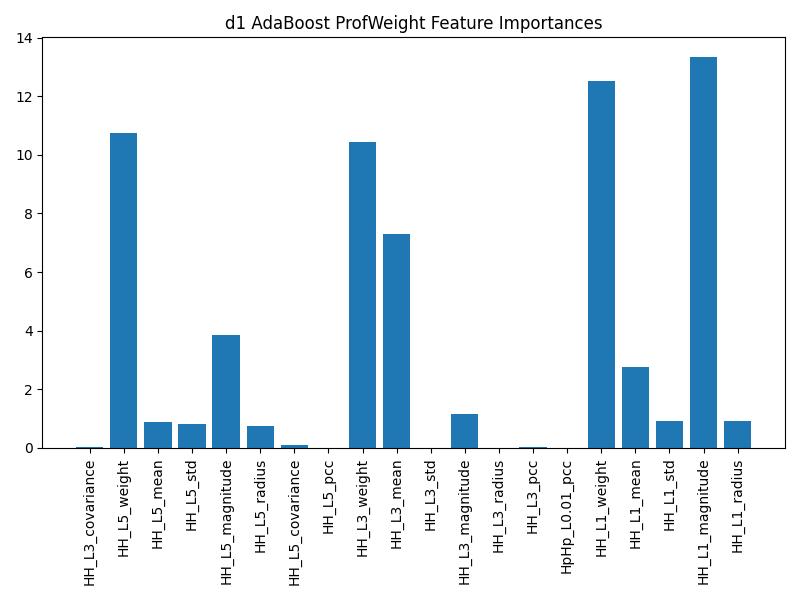 d1 AdaBoost ProfWeight Feature Importances
14
12
10
8
6
4
2
0
HH_L3_covariance
HH_L5_weight
HH_L5_mean
HH_L5_std
HH_L5_magnitude
HH_L5_radius
HH_L5_covariance
HH_L5_pcc
HH_L3_weight
HH_L3_mean
HH_L3_std
HH_L3_magnitude
HH_L3_radius
HH_L3_pcc
HpHp_L0.01_pcc
HH_L1_weight
HH_L1_mean
HH_L1_std
HH_L1_magnitude
HH_L1_radius